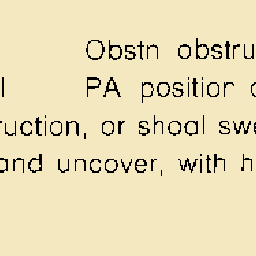 Obstn obstru
l PA position
ruction, or shoal swe
and uncover, with h